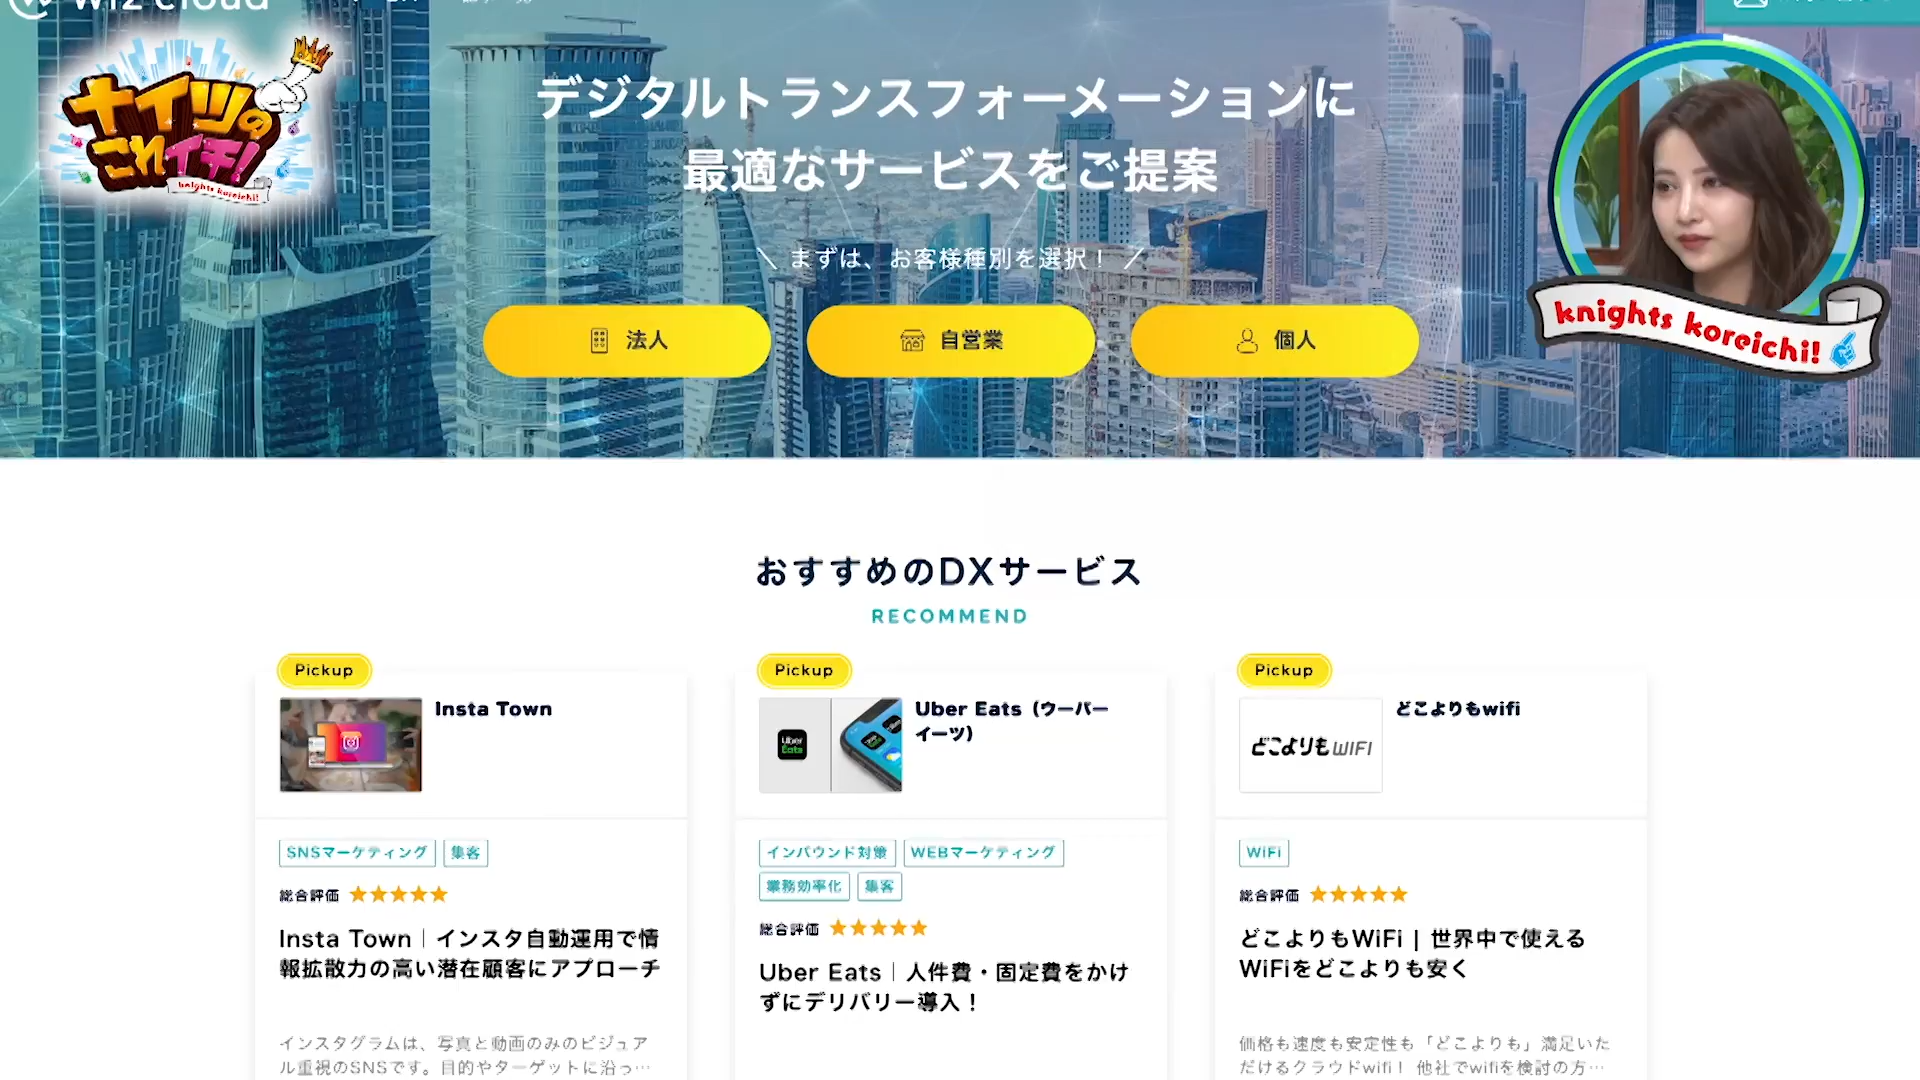 wiz cloud
ナイツの
これイチ!
knights koreichi!
デジタルトランスフォーメーションに
最適なサービスをご提案
＼ まずは、お客様種別を選択！ ／
法人
自営業
個人
knights koreichi!
おすすめのDXサービス
RECOMMEND
Pickup
Insta Town
SNSマーケティング 集客
総合評価 ★★★★★
Insta Town｜インスタ自動運用で情
報拡散力の高い潜在顧客にアプローチ
インスタグラムは、写真と動画のみのビジュア
ル重視のSNSです。目的やターゲットに沿っ…
Pickup
Uber Eats
Uber Eats（ウーバー
イーツ）
インバウンド対策 WEBマーケティング
業務効率化 集客
総合評価 ★★★★★
Uber Eats｜人件費・固定費をかけ
ずにデリバリー導入！
Pickup
どこよりもWIFI
どこよりもwifi
WiFi
総合評価 ★★★★★
どこよりもWiFi | 世界中で使える
WiFiをどこよりも安く
価格も速度も安定性も「どこよりも」満足いた
だけるクラウドwifi！ 他社でwifiを検討の方…